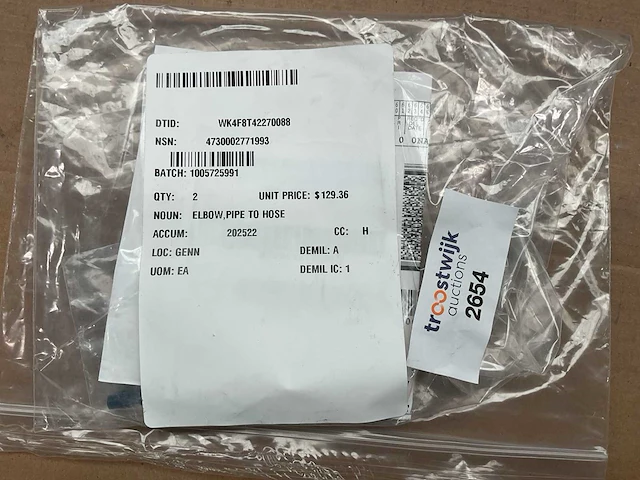 DTID: WK4F8T42270088
NSN: 4730002771993
BATCH: 1005725991
QTY: 2 UNIT PRICE: $129.36
NOUN: ELBOW,PIPE TO HOSE
ACCUM: 202522 CC: H
LOC: GENN DEMIL: A
UOM: EA DEMIL IC: 1
troostwijk
auctions
2654